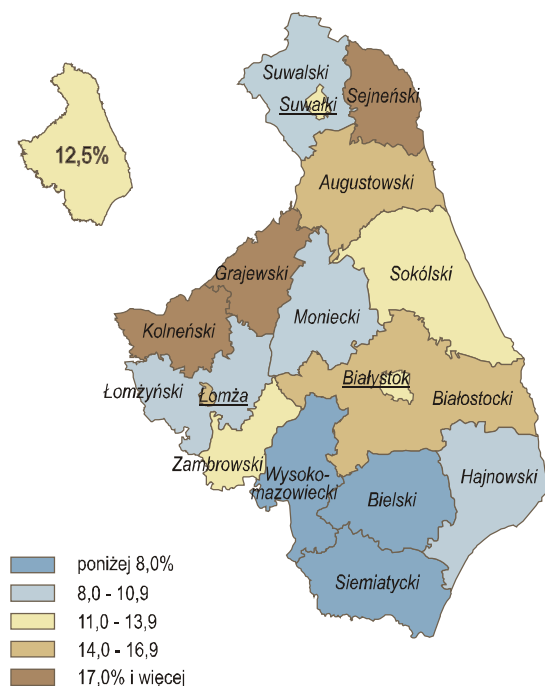 Suwalski
Suwałki
Sejneński
12,5%
Augustowski
Grajewski
Sokólski
Moniecki
Kolneński
Łomżyński
Łomża
Białystok
Białostocki
Zambrowski
Wysoko-
mazowiecki
Hajnowski
Bielski
Siemiatycki
poniżej 8,0%
8,0 - 10,9
11,0 - 13,9
14,0 - 16,9
17,0% i więcej